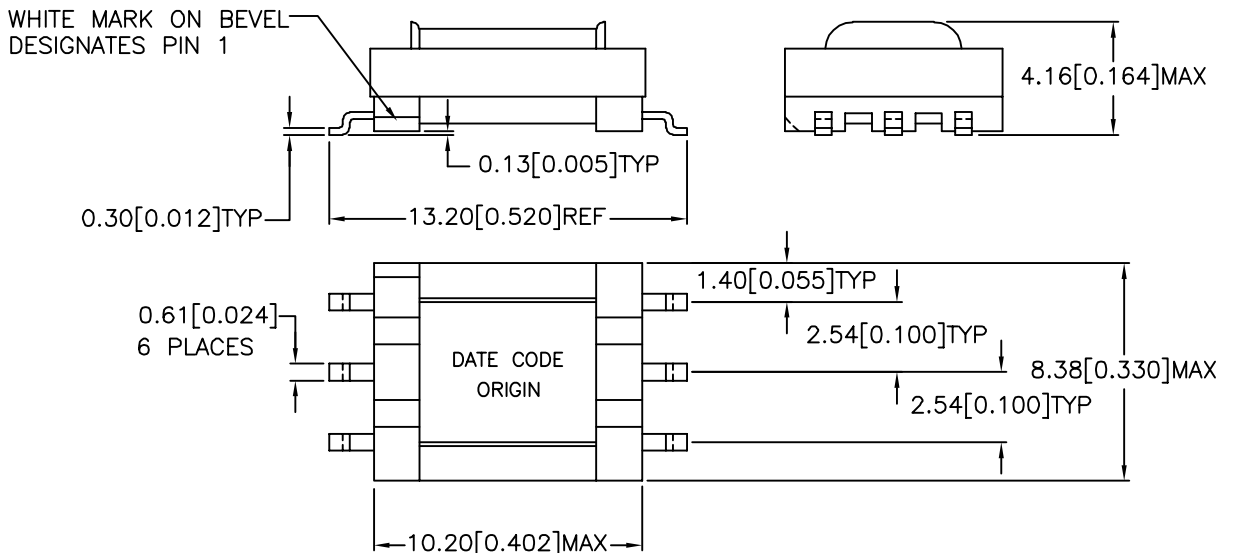 WHITE MARK ON BEVEL
DESIGNATES PIN 1
4.16[0.164]MAX
0.13[0.005]TYP
0.30[0.012]TYP
13.20[0.520]REF
1.40[0.055]TYP
0.61[0.024]
6 PLACES
2.54[0.100]TYP
DATE CODE
ORIGIN
8.38[0.330]MAX
2.54[0.100]TYP
10.20[0.402]MAX